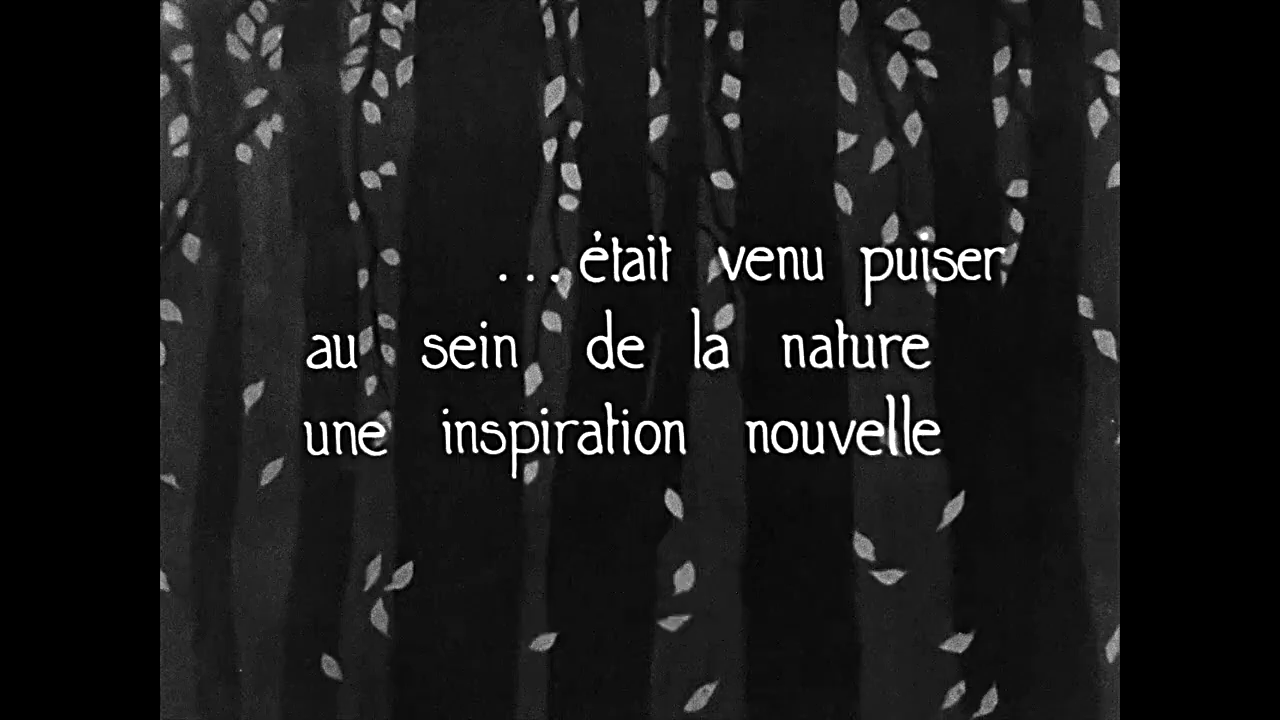 ...était venu puiser
au sein de la nature
une inspiration nouvelle